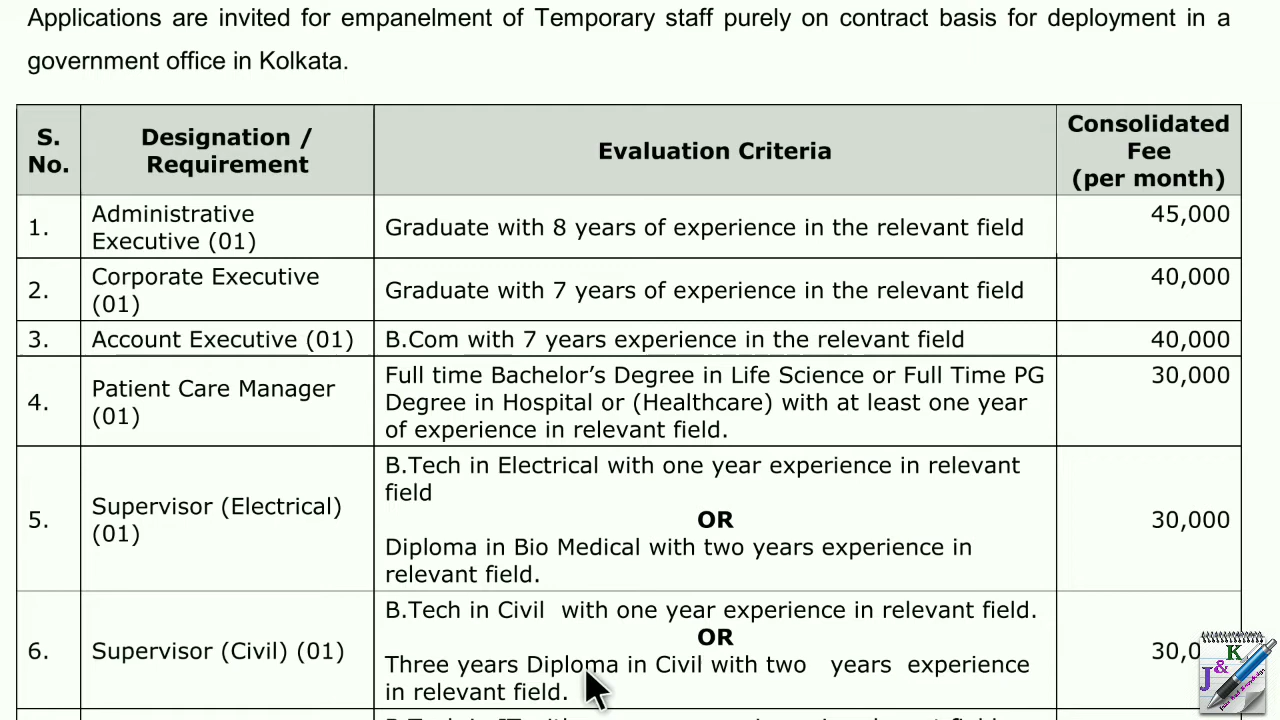 Applications are invited for empanelment of Temporary staff purely on contract basis for deployment in a
government office in Kolkata.
S.
No.
Designation /
Requirement
Evaluation Criteria
Consolidated
Fee
(per month)
1.
Administrative
Executive (01)
Graduate with 8 years of experience in the relevant field
45,000
2.
Corporate Executive
(01)
Graduate with 7 years of experience in the relevant field
40,000
3.
Account Executive (01)
B.Com with 7 years experience in the relevant field
40,000
4.
Patient Care Manager
(01)
Full time Bachelor’s Degree in Life Science or Full Time PG
Degree in Hospital or (Healthcare) with at least one year
of experience in relevant field.
30,000
5.
Supervisor (Electrical)
(01)
B.Tech in Electrical with one year experience in relevant
field
OR
Diploma in Bio Medical with two years experience in
relevant field.
30,000
6.
Supervisor (Civil) (01)
B.Tech in Civil with one year experience in relevant field.
OR
Three years Diploma in Civil with two years experience
in relevant field.
J&K